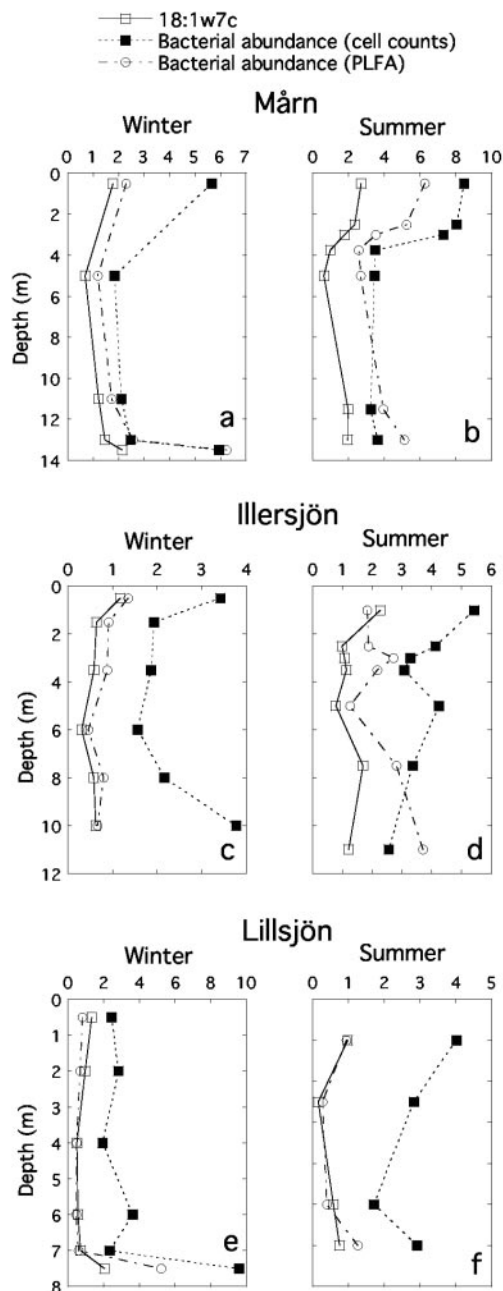 18:1w7c
Bacterial abundance (cell counts)
Bacterial abundance (PLFA)
Mårn
Winter
Summer
0 1 2 3 4 5 6 7
0 2 4 6 8 10
Depth (m)
0
2
4
6
8
10
12
14
a
b
Illersjön
Winter
Summer
0 1 2 3 4
0 1 2 3 4 5 6
Depth (m)
0
2
4
6
8
10
12
c
d
Lillsjön
Winter
Summer
0 2 4 6 8 10
0 1 2 3 4 5
Depth (m)
0
1
2
3
4
5
6
7
8
e
f